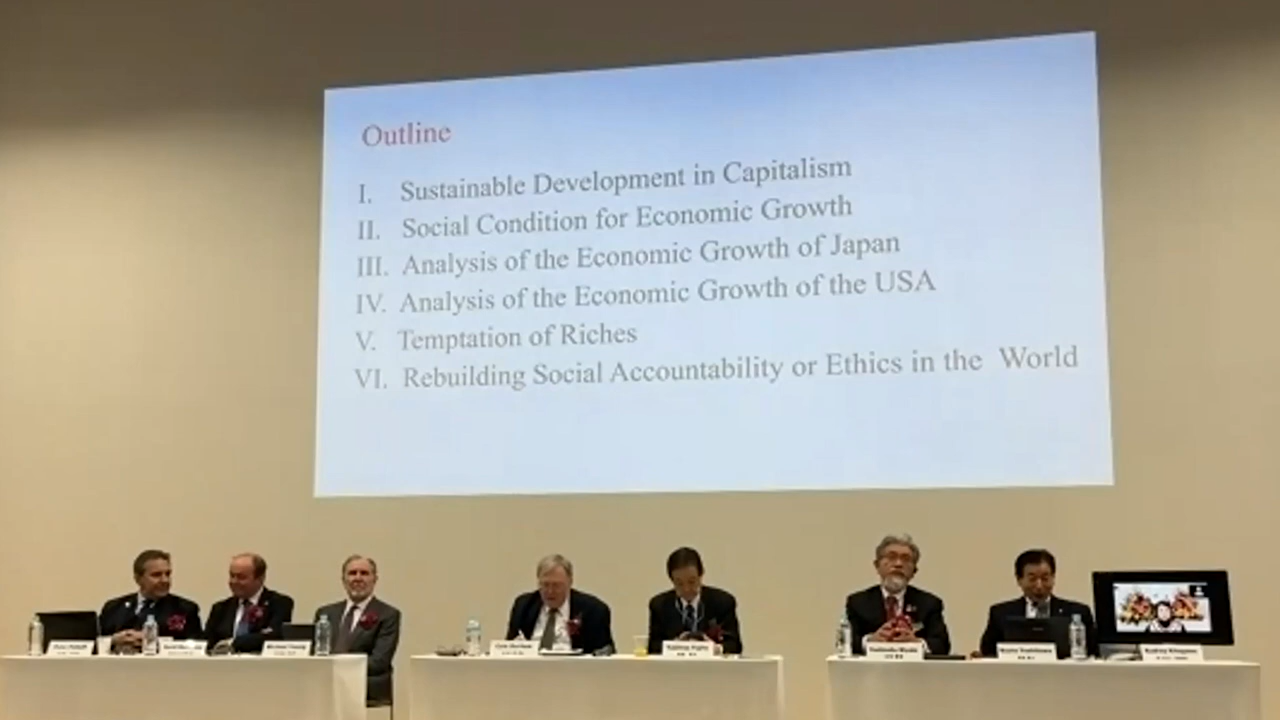 Outline
I. Sustainable Development in Capitalism
II. Social Condition for Economic Growth
III. Analysis of the Economic Growth of Japan
IV. Analysis of the Economic Growth of the USA
V. Temptation of Riches
VI. Rebuilding Social Accountability or Ethics in the World